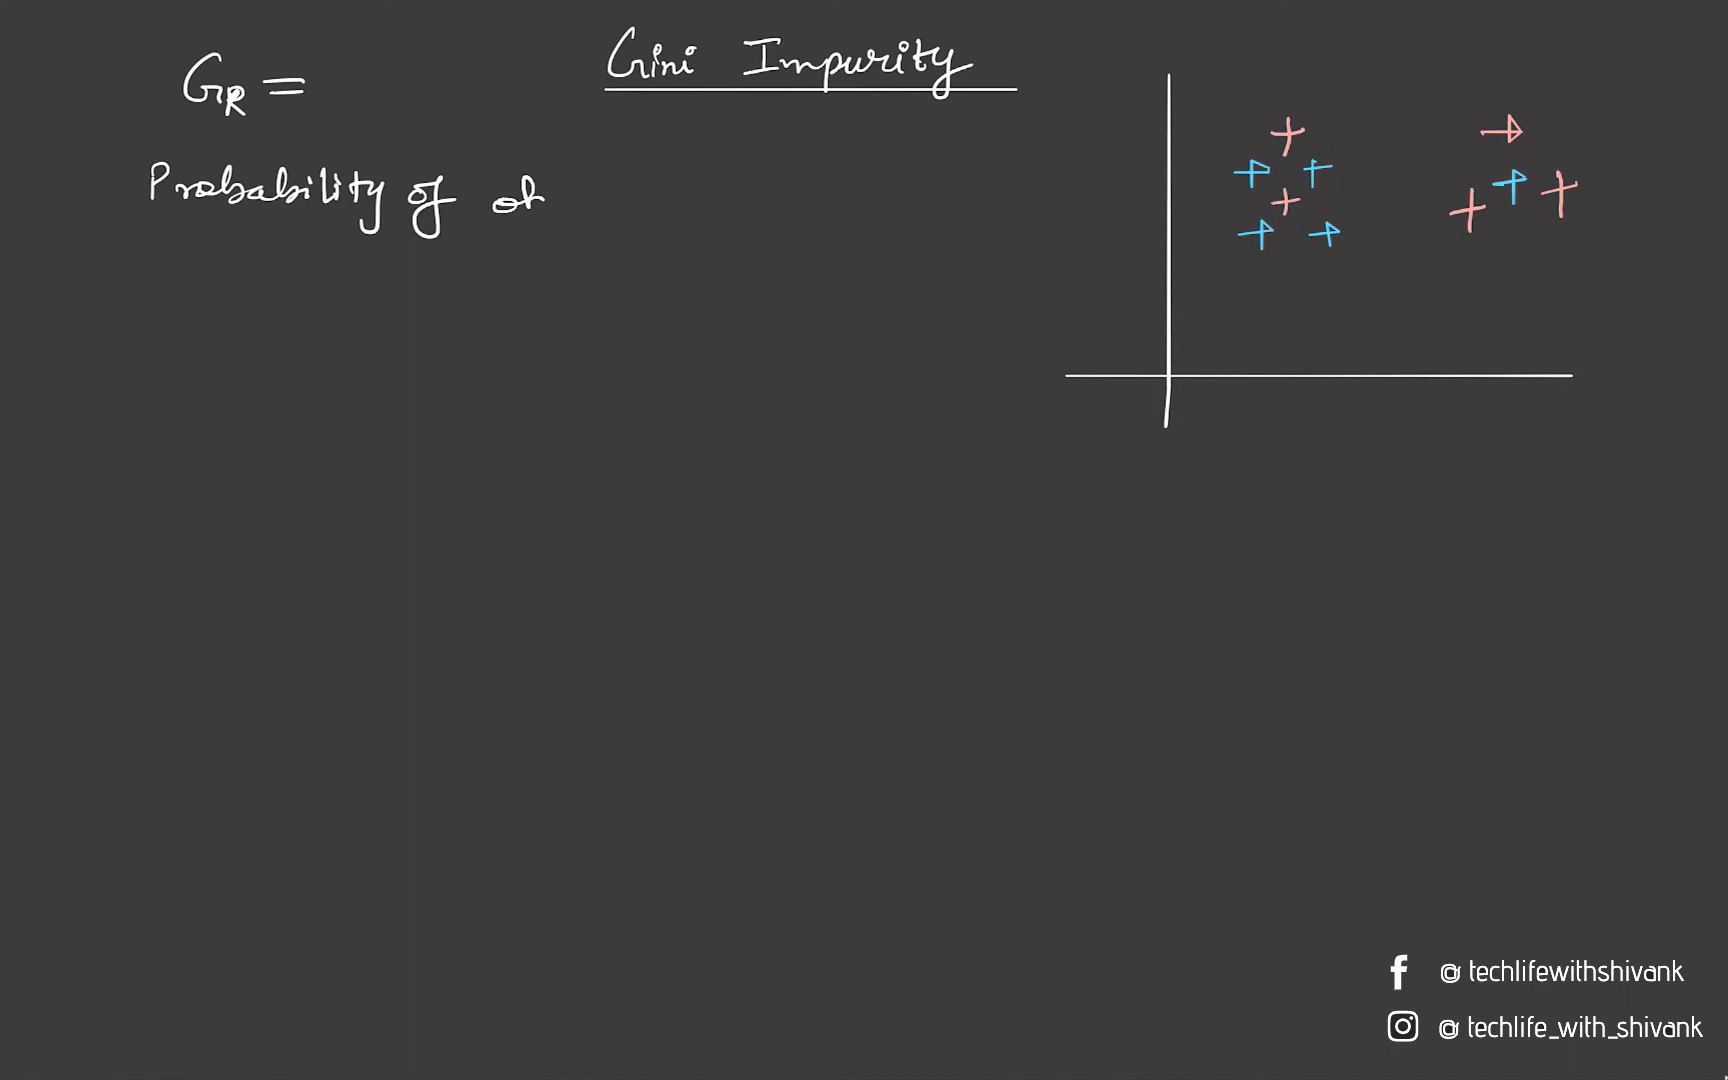 Gini Impurity
G_R =
Probability of ob
@ techlifewithshivank
@ techlife_with_shivank